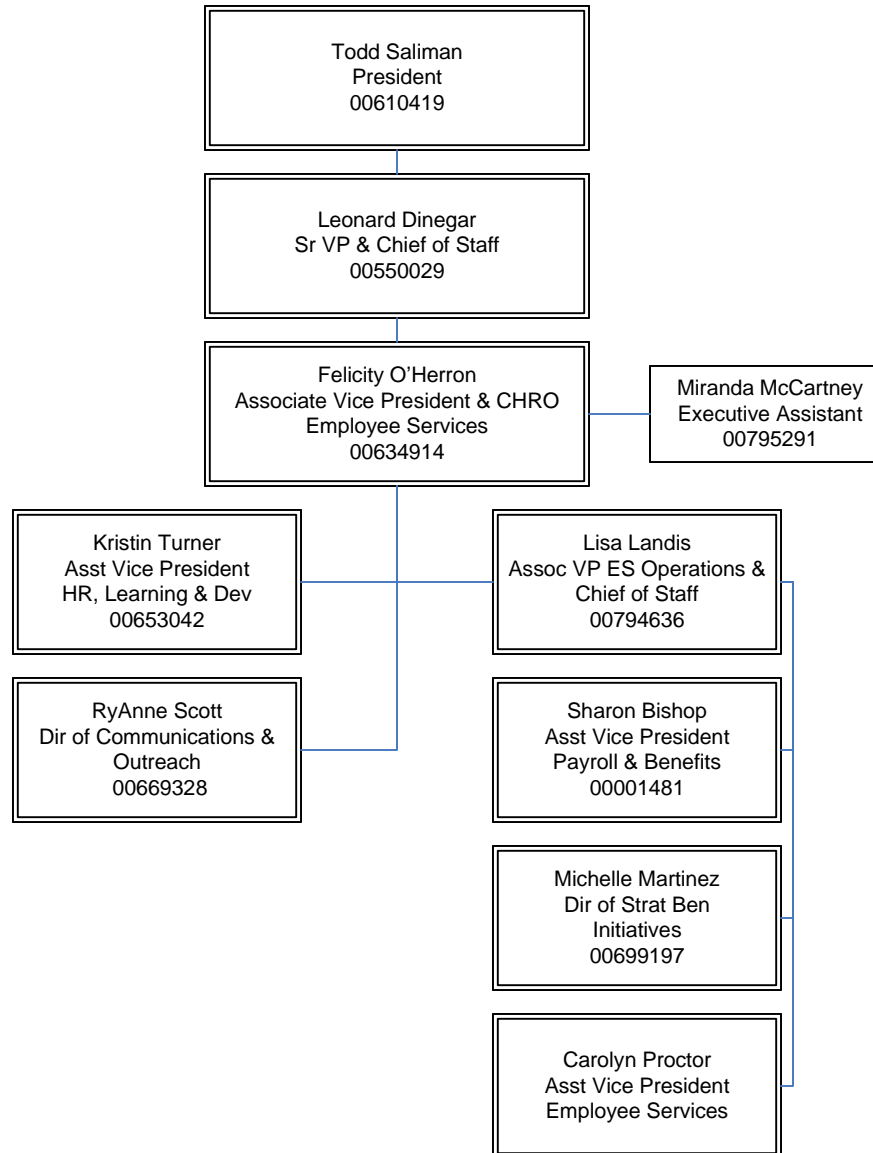 Todd Saliman
President
00610419
Leonard Dinegar
Sr VP & Chief of Staff
00550029
Felicity O’Herron
Associate Vice President & CHRO
Employee Services
00634914
Miranda McCartney
Executive Assistant
00795291
Kristin Turner
Asst Vice President
HR, Learning & Dev
00653042
Lisa Landis
Assoc VP ES Operations &
Chief of Staff
00794636
RyAnne Scott
Dir of Communications &
Outreach
00669328
Sharon Bishop
Asst Vice President
Payroll & Benefits
00001481
Michelle Martinez
Dir of Strat Ben
Initiatives
00699197
Carolyn Proctor
Asst Vice President
Employee Services